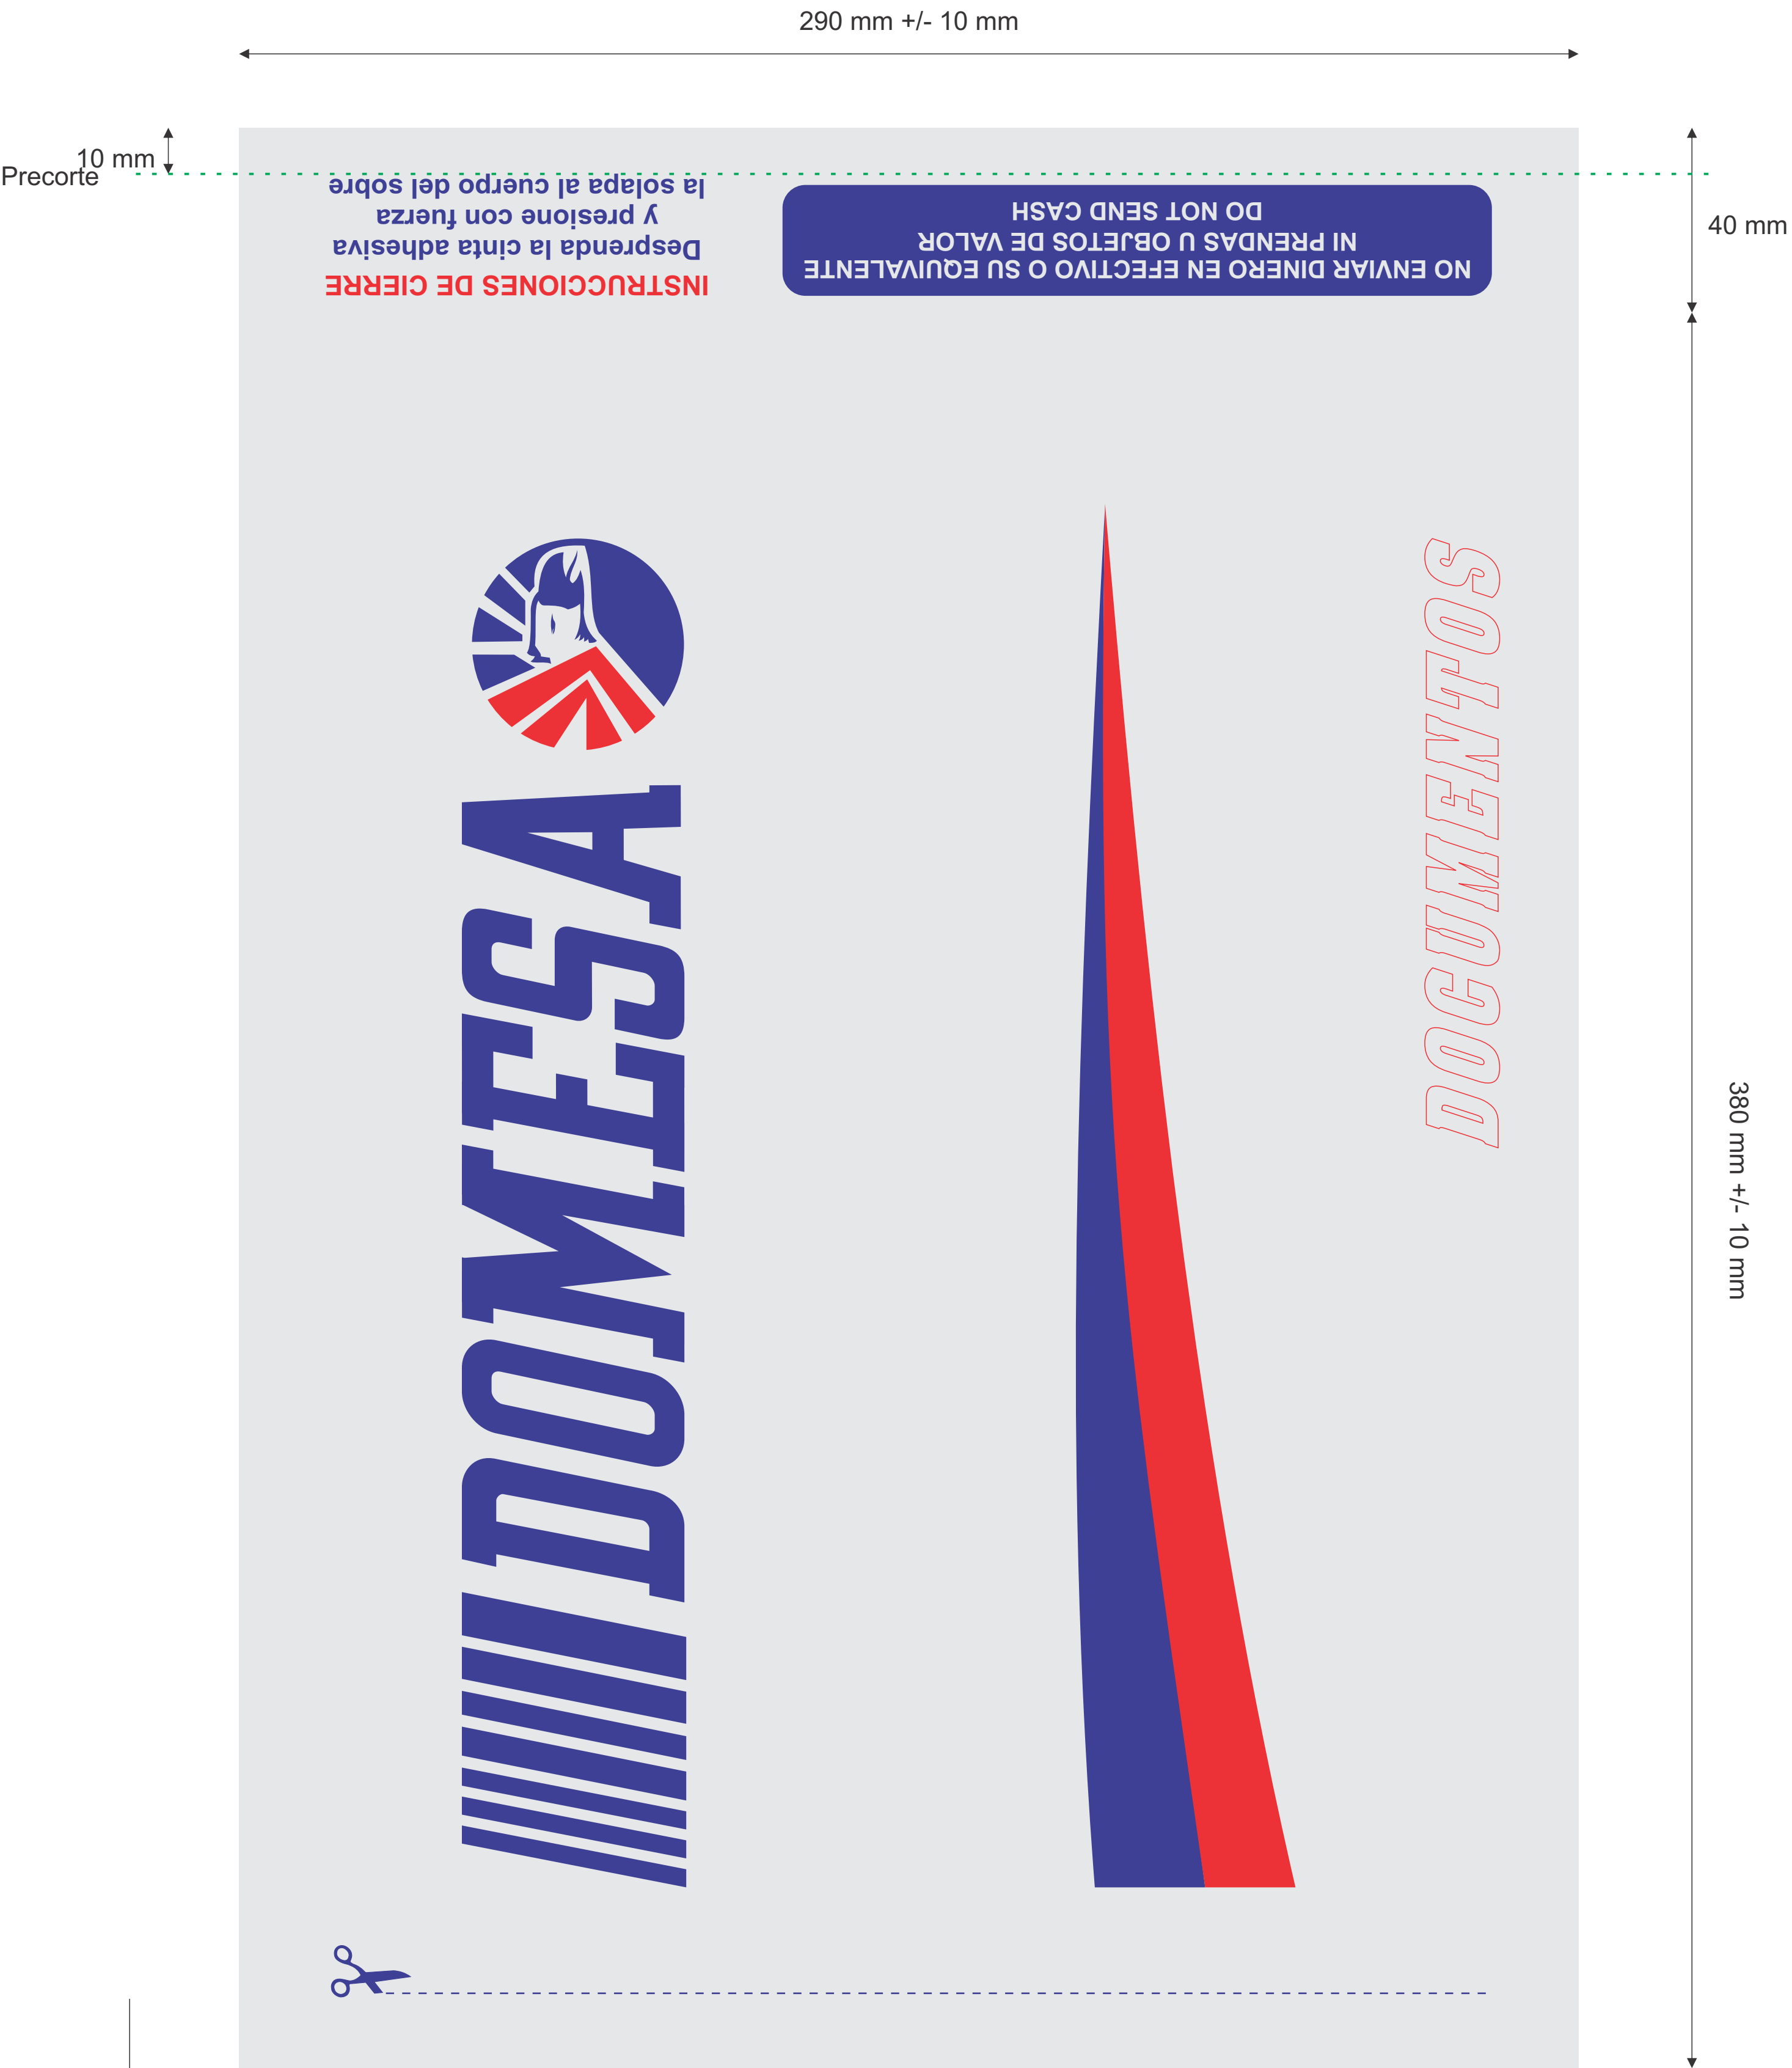 290 mm +/- 10 mm
10 mm
Precorte
40 mm
INSTRUCCIONES DE CIERRE
Desprenda la cinta adhesiva
y presione con fuerza
la solapa al cuerpo del sobre
NO ENVIAR DINERO EN EFECTIVO O SU EQUIVALENTE
NI PRENDAS U OBJETOS DE VALOR
DO NOT SEND CASH
DOMESA
DOCUMENTOS
380 mm +/- 10 mm